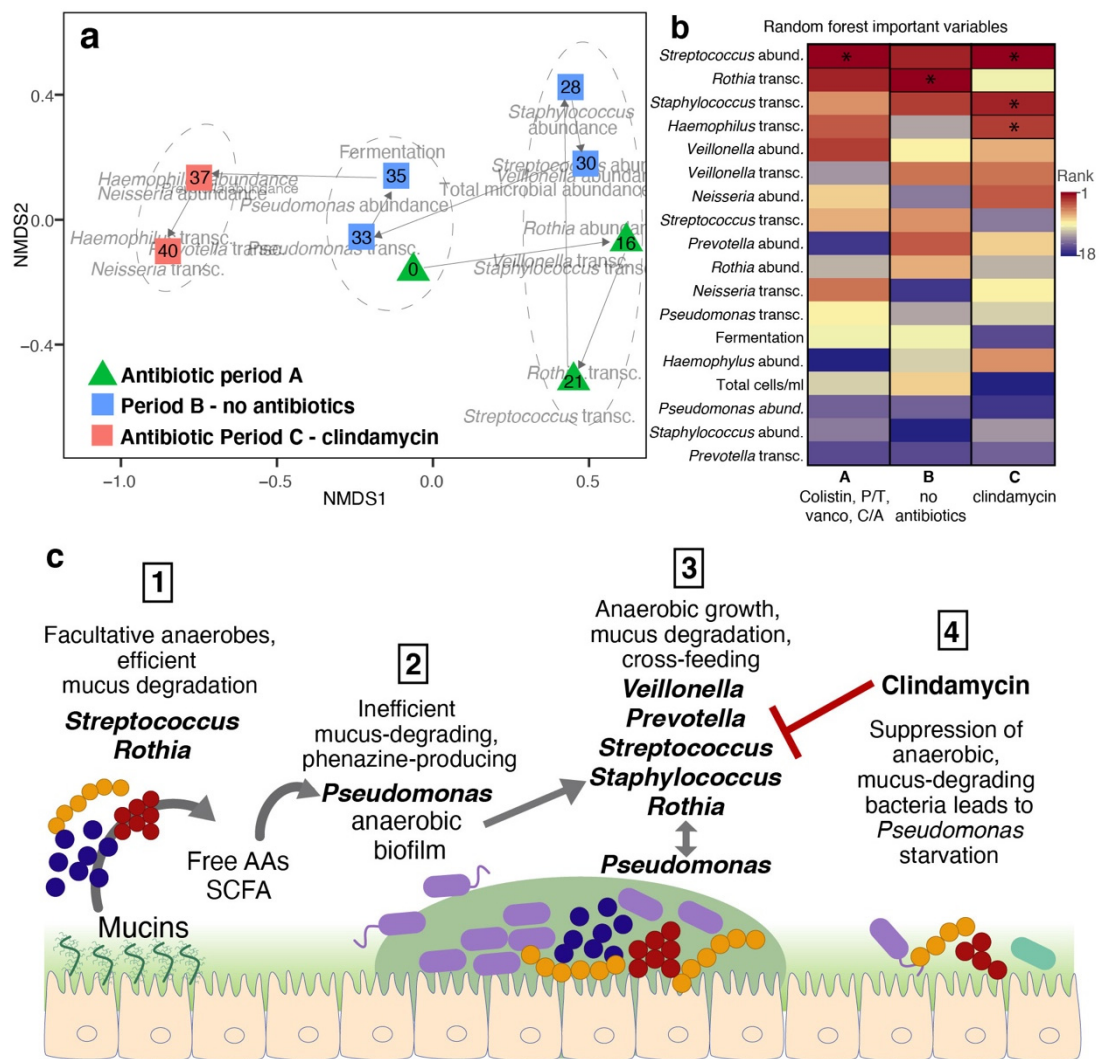 a
0.4
0.0
−0.4
−1.0
−0.5
0.0
0.5
NMDS1
NMDS2
28
Staphylococcus
abundance
30
Streptococcus abun
Veillonella abundan
Total microbial abundance
37
Haemophilus abundance
Neisseria abundance
Fermentation
35
Pseudomonas abundance
33
Pseudomonas transc.
0
Rothia abundan
16
Veillonella transc.
Staphylococcus transc
40
Haemophilus transc.
Prevotella transc.
Neisseria transc.
21
Rothia transc.
Streptococcus transc.
Antibiotic period A
Period B - no antibiotics
Antibiotic Period C - clindamycin
b
Random forest important variables
Streptococcus abund.
* *
Rothia transc.
*
Staphylococcus transc.
*
Haemophilus transc.
*
Veillonella abund.
Veillonella transc.
Neisseria abund.
Streptococcus transc.
Prevotella abund.
Rothia abund.
Neisseria transc.
Pseudomonas transc.
Fermentation
Haemophylus abund.
Total cells/ml
Pseudomonas abund.
Staphylococcus abund.
Prevotella transc.
Rank
1
18
A
Colistin, P/T,
vanco, C/A
B
no
antibiotics
C
clindamycin
c
1
Facultative anaerobes,
efficient
mucus degradation
Streptococcus
Rothia
Free AAs
SCFA
Mucins
2
Inefficient
mucus-degrading,
phenazine-producing
Pseudomonas
anaerobic
biofilm
3
Anaerobic growth,
mucus degradation,
cross-feeding
Veillonella
Prevotella
Streptococcus
Staphylococcus
Rothia
Pseudomonas
4
Clindamycin
Suppression of
anaerobic,
mucus-degrading
bacteria leads to
Pseudomonas
starvation